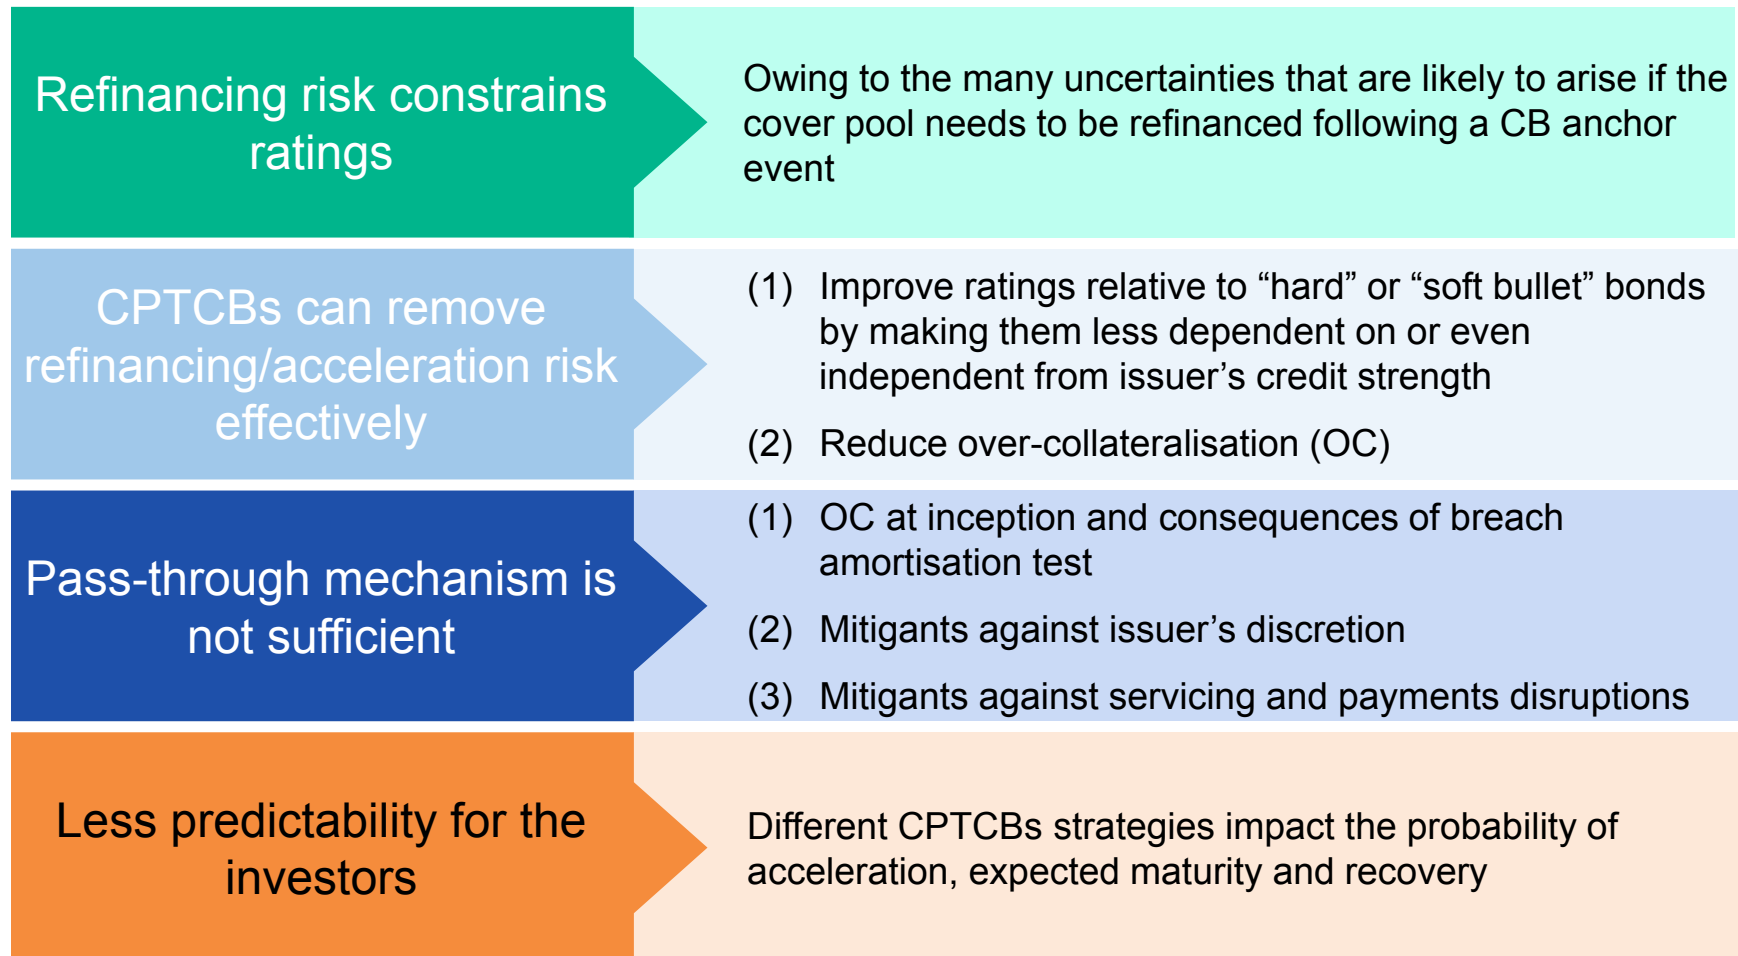 Refinancing risk constrains
ratings
Owing to the many uncertainties that are likely to arise if the
cover pool needs to be refinanced following a CB anchor
event
CPTCBs can remove
refinancing/acceleration risk
effectively
(1) Improve ratings relative to “hard” or “soft bullet” bonds
by making them less dependent on or even
independent from issuer’s credit strength
(2) Reduce over-collateralisation (OC)
Pass-through mechanism is
not sufficient
(1) OC at inception and consequences of breach
amortisation test
(2) Mitigants against issuer’s discretion
(3) Mitigants against servicing and payments disruptions
Less predictability for the
investors
Different CPTCBs strategies impact the probability of
acceleration, expected maturity and recovery